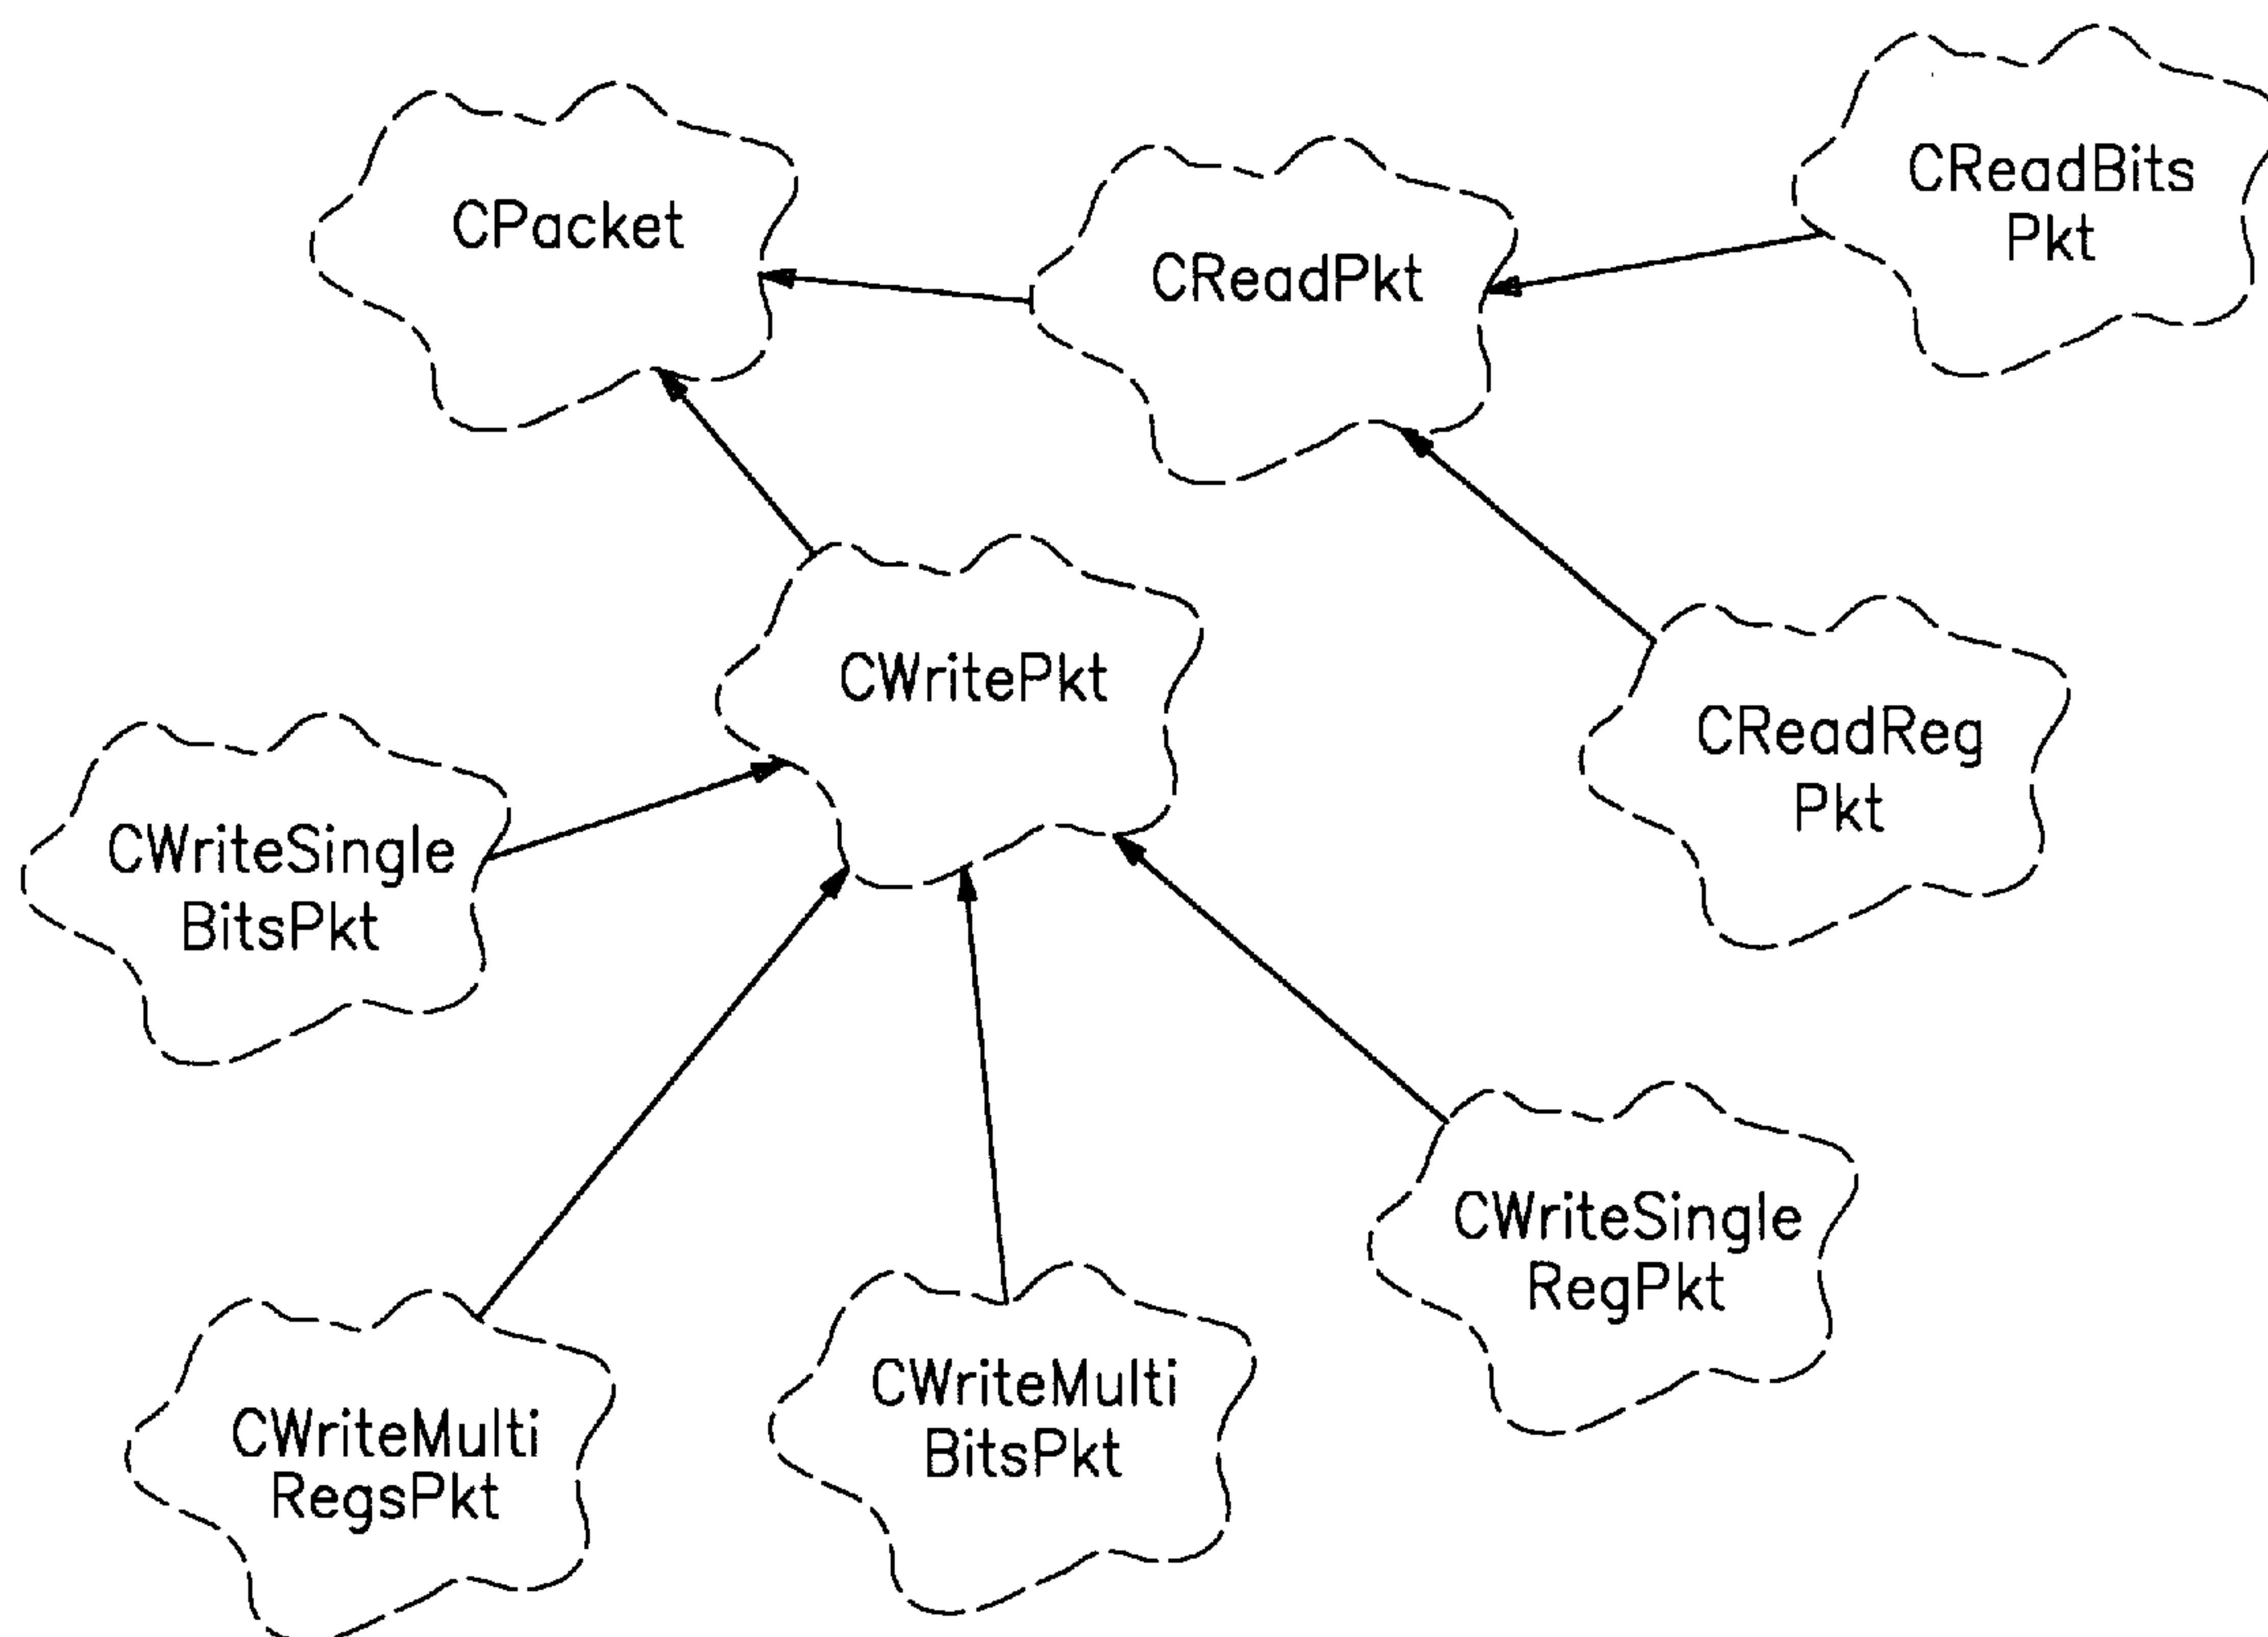 CPacket
CReadPkt
CReadBits
Pkt
CWritePkt
CReadReg
Pkt
CWriteSingle
BitsPkt
CWriteSingle
RegPkt
CWriteMulti
RegsPkt
CWriteMulti
BitsPkt